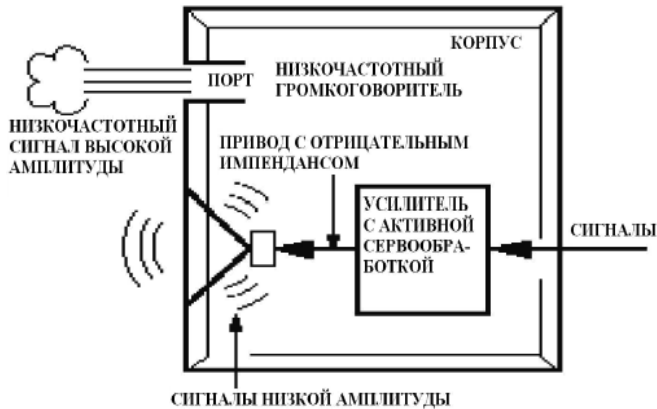 КОРПУС
ПОРТ
НИЗКОЧАСТОТНЫЙ
ГРОМКОГОВОРИТЕЛЬ
НИЗКОЧАСТОТНЫЙ
СИГНАЛ ВЫСОКОЙ
АМПЛИТУДЫ
ПРИВОД С ОТРИЦАТЕЛЬНЫМ
ИМПЕНДАНСОМ
УСИЛИТЕЛЬ
С АКТИВНОЙ
СЕРВООБРА-
БОТКОЙ
СИГНАЛЫ
СИГНАЛЫ НИЗКОЙ АМПЛИТУДЫ